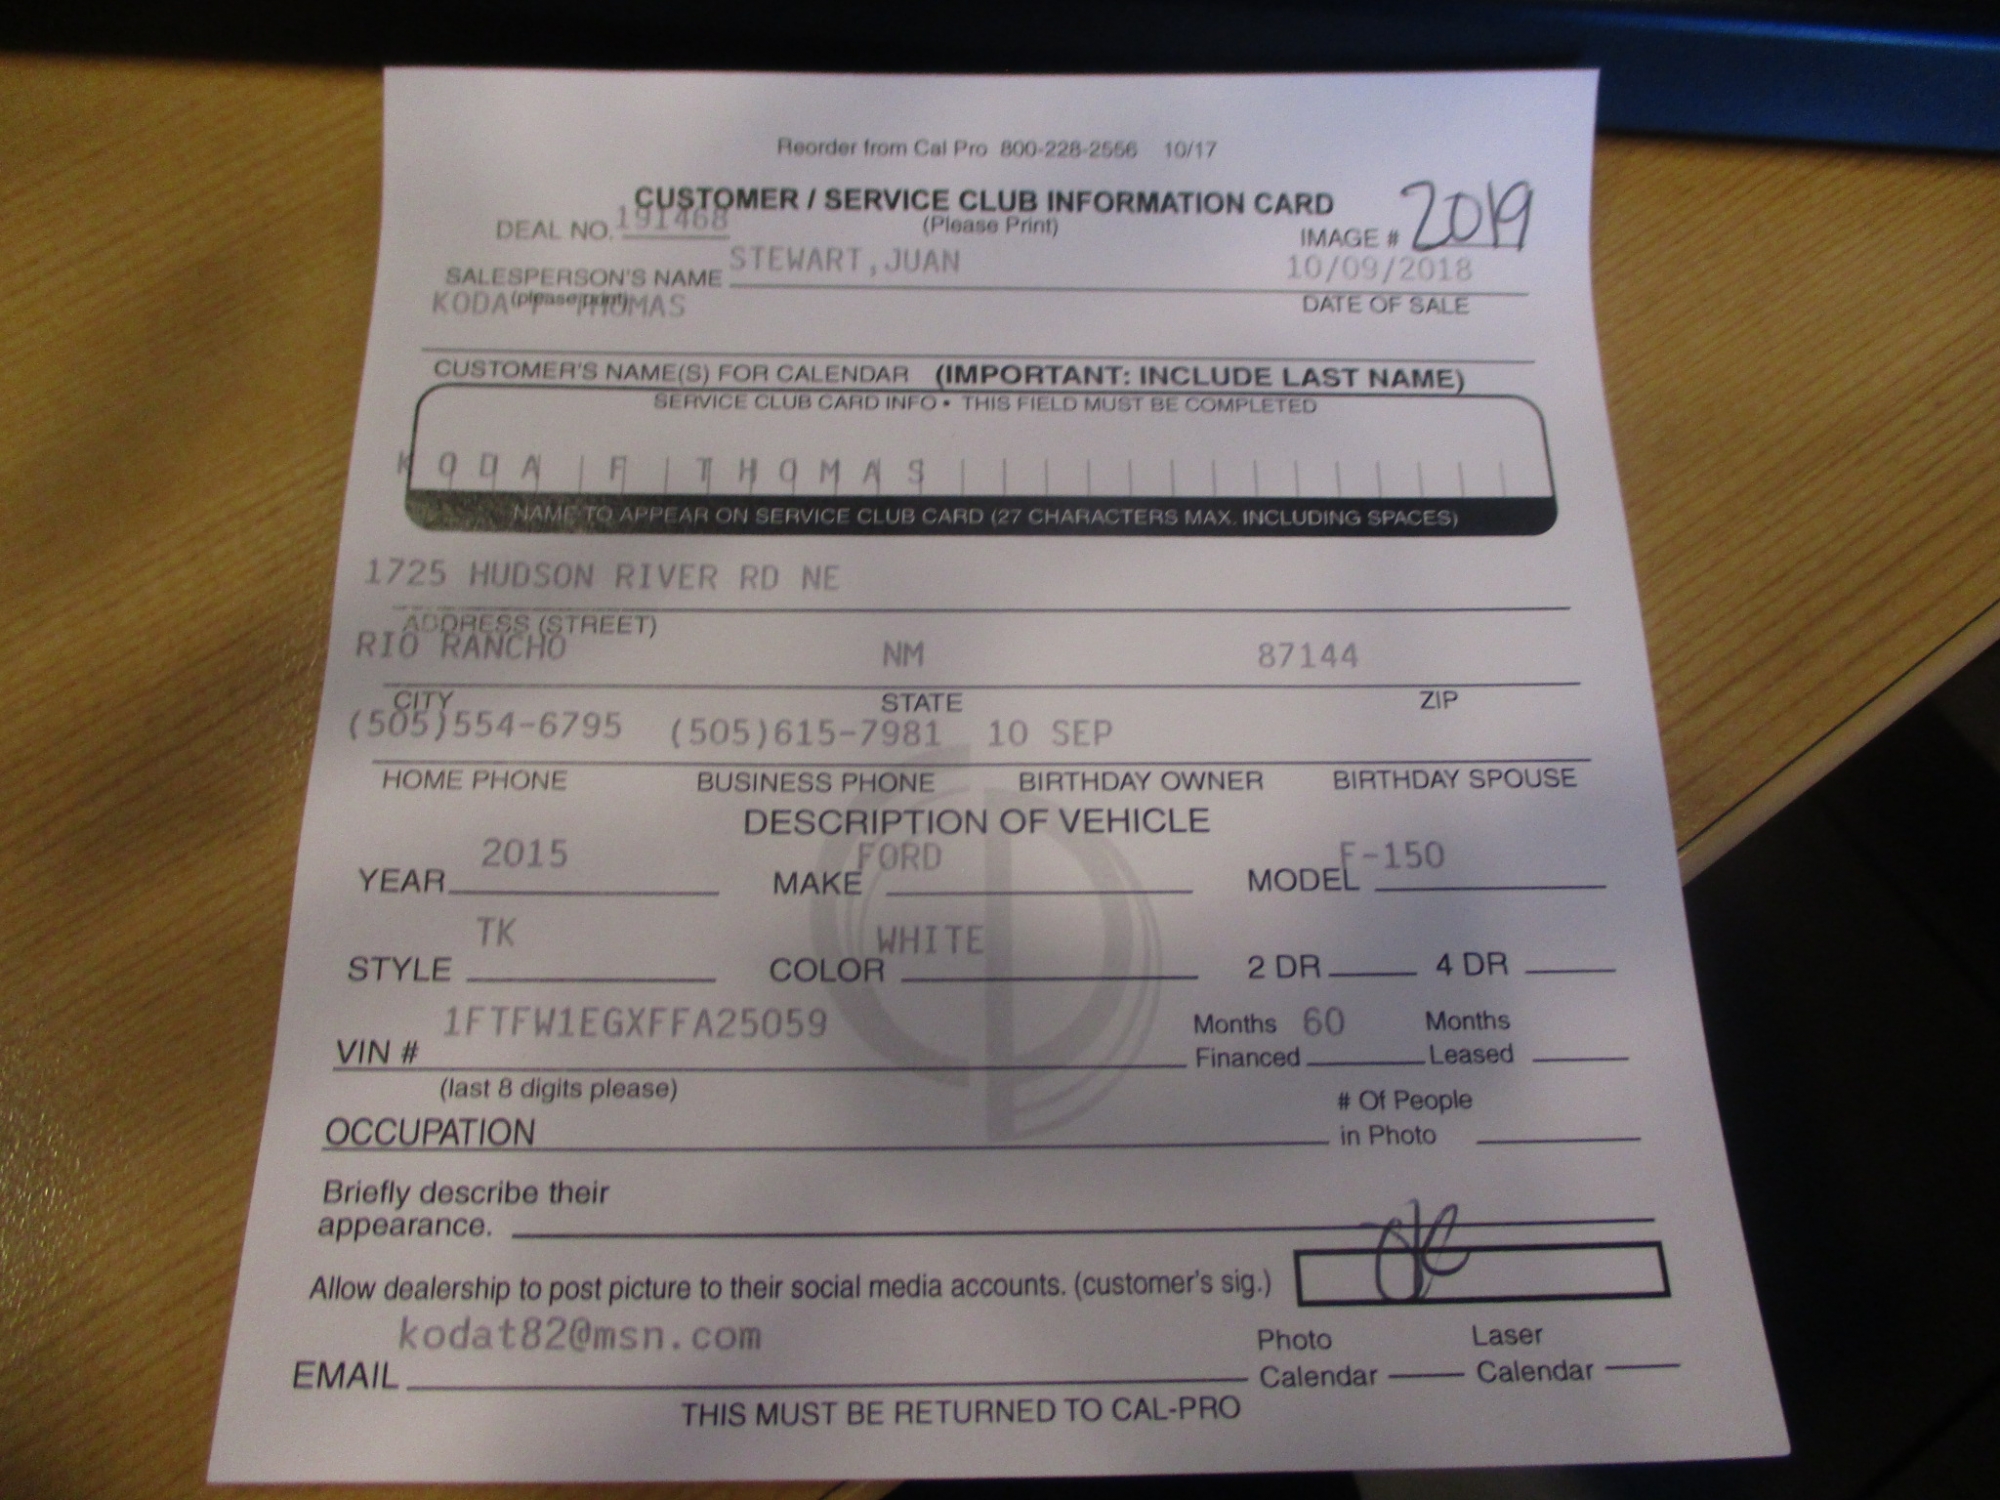 Reorder from Cal Pro 800-228-2556 10/17
CUSTOMER / SERVICE CLUB INFORMATION CARD
(Please Print)
DEAL NO. 191468
IMAGE # 2019
SALESPERSON'S NAME STEWART,JUAN 10/09/2018
(please print) DATE OF SALE
KODA F THOMAS
CUSTOMER'S NAME(S) FOR CALENDAR (IMPORTANT: INCLUDE LAST NAME)
SERVICE CLUB CARD INFO • THIS FIELD MUST BE COMPLETED
KODA F THOMAS
NAME TO APPEAR ON SERVICE CLUB CARD (27 CHARACTERS MAX. INCLUDING SPACES)
1725 HUDSON RIVER RD NE
ADDRESS (STREET)
RIO RANCHO NM 87144
CITY STATE ZIP
(505)554-6795 (505)615-7981 10 SEP
HOME PHONE BUSINESS PHONE BIRTHDAY OWNER BIRTHDAY SPOUSE
DESCRIPTION OF VEHICLE
YEAR 2015 MAKE FORD MODEL F-150
STYLE TK COLOR WHITE 2 DR 4 DR
VIN # 1FTFW1EGXFFA25059 Months Financed 60 Months Leased
(last 8 digits please)
OCCUPATION # Of People in Photo
Briefly describe their
appearance.
Allow dealership to post picture to their social media accounts. (customer's sig.)
EMAIL kodat82@msn.com Photo Calendar Laser Calendar
THIS MUST BE RETURNED TO CAL-PRO